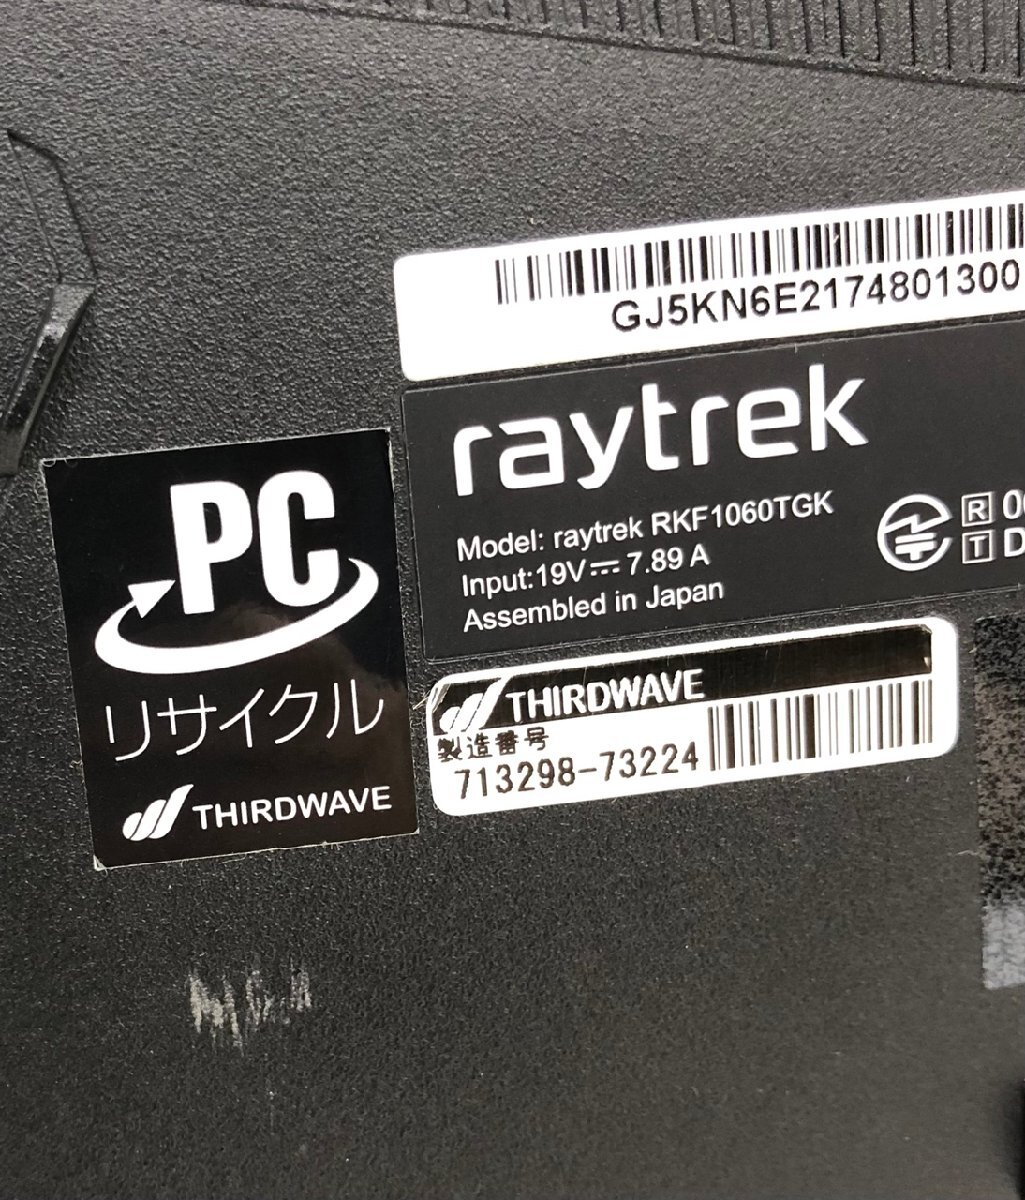 GJ5KN6E2174801300
raytrek
Model: raytrek RKF1060TGK
Input:19V⎓7.89 A
Assembled in Japan
R
T D
PC
リサイクル
THIRDWAVE
THIRDWAVE
製造番号
713298-73224